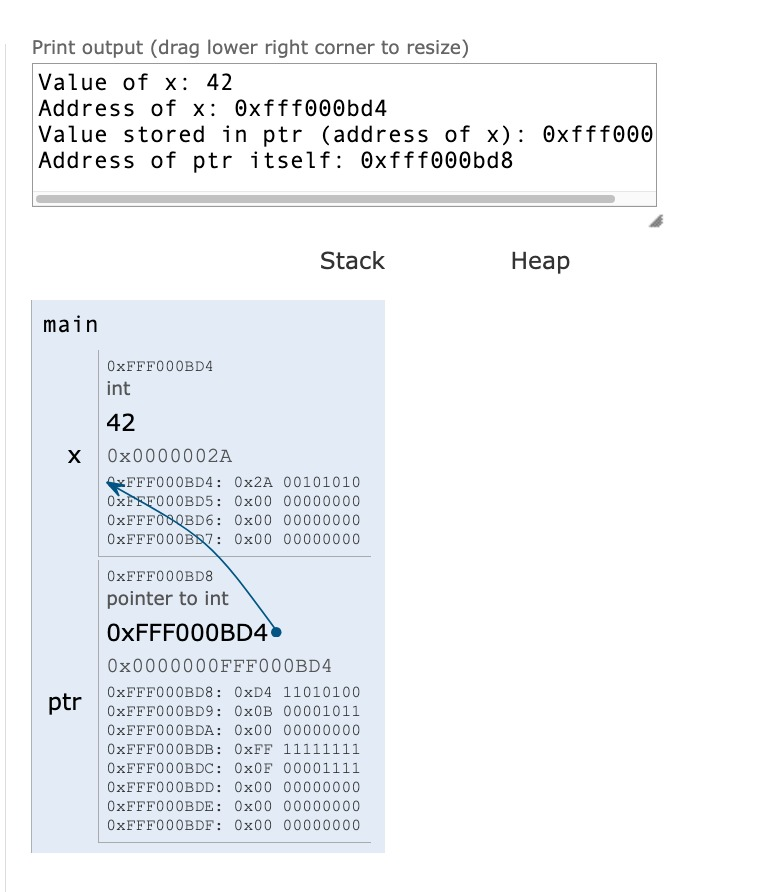 Print output (drag lower right corner to resize)
Value of x: 42
Address of x: 0xfff000bd4
Value stored in ptr (address of x): 0xfff000
Address of ptr itself: 0xfff000bd8
Stack Heap
main
0xFFF000BD4
int
42
x 0x0000002A
0xFFF000BD4: 0x2A 00101010
0xFFF000BD5: 0x00 00000000
0xFFF000BD6: 0x00 00000000
0xFFF000BD7: 0x00 00000000
0xFFF000BD8
pointer to int
0xFFF000BD4
0x0000000FFF000BD4
0xFFF000BD8: 0xD4 11010100
ptr 0xFFF000BD9: 0x0B 00001011
0xFFF000BDA: 0x00 00000000
0xFFF000BDB: 0xFF 11111111
0xFFF000BDC: 0x0F 00001111
0xFFF000BDD: 0x00 00000000
0xFFF000BDE: 0x00 00000000
0xFFF000BDF: 0x00 00000000